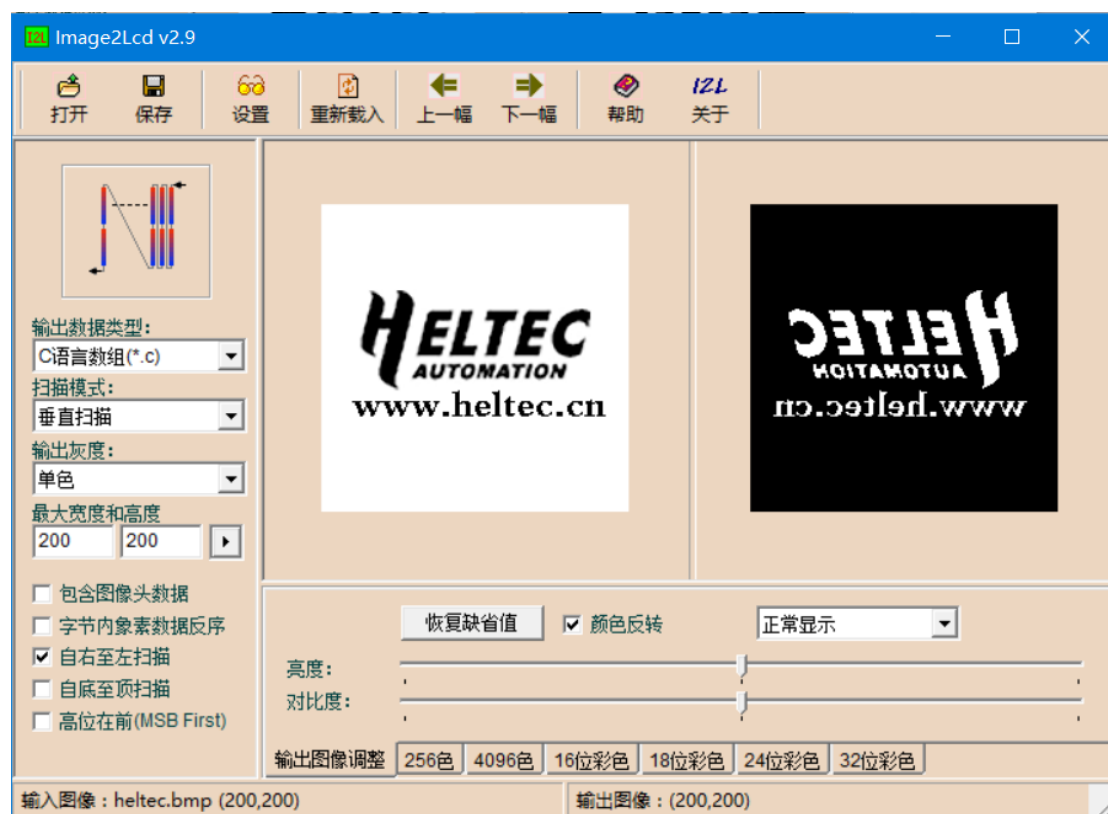 I2L Image2Lcd v2.9
打开 保存 设置 重新载入 上一幅 下一幅 帮助 I2L 关于
输出数据类型：
C语言数组(*.c)
扫描模式：
垂直扫描
输出灰度：
单色
最大宽度和高度
200 200
包含图像头数据
字节内象素数据反序
自右至左扫描
自底至顶扫描
高位在前(MSB First)
HELTEC
AUTOMATION
www.heltec.cn
HELTEC
AUTOMATION
www.heltec.cn
恢复缺省值 颜色反转 正常显示
亮度：
对比度：
输出图像调整 256色 4096色 16位彩色 18位彩色 24位彩色 32位彩色
输入图像：heltec.bmp (200,200) 输出图像：(200,200)